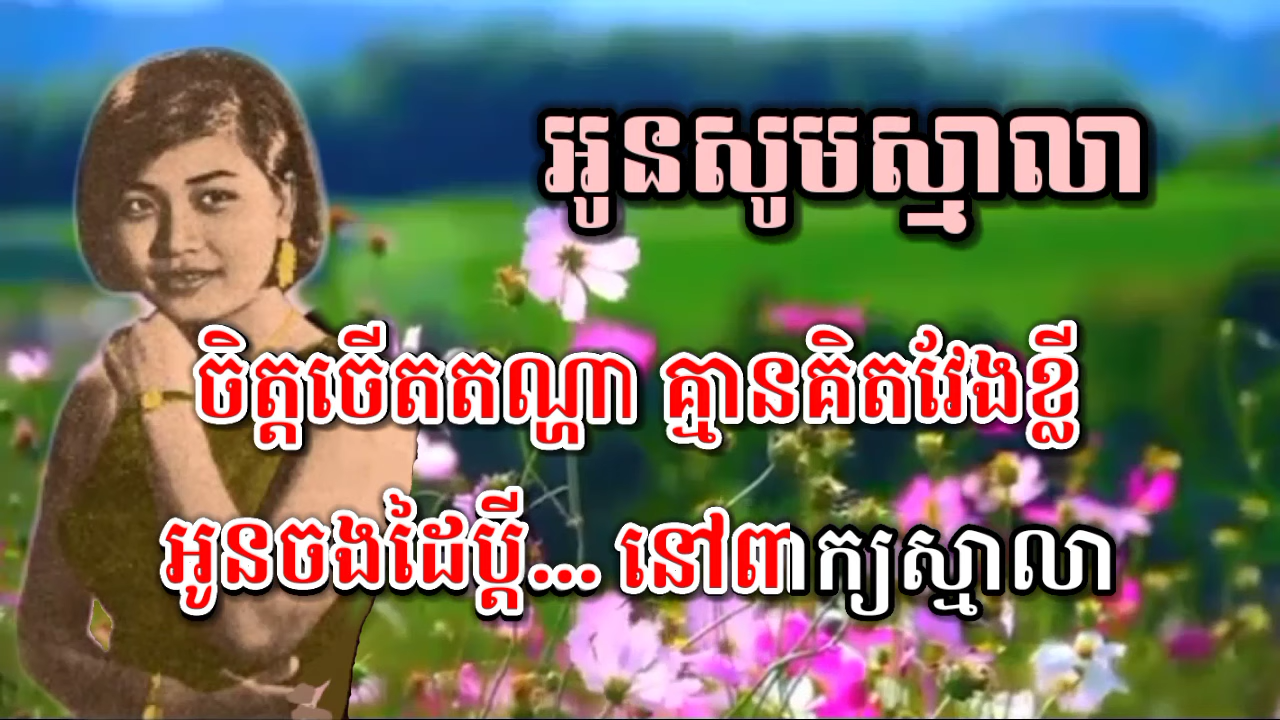 អូនសូមស្មាលា
ចិត្តចើតតណ្ហា គ្មានគិតវែងខ្លី
អូនចងដៃប្ដី... នៅពាក្យស្មាលា